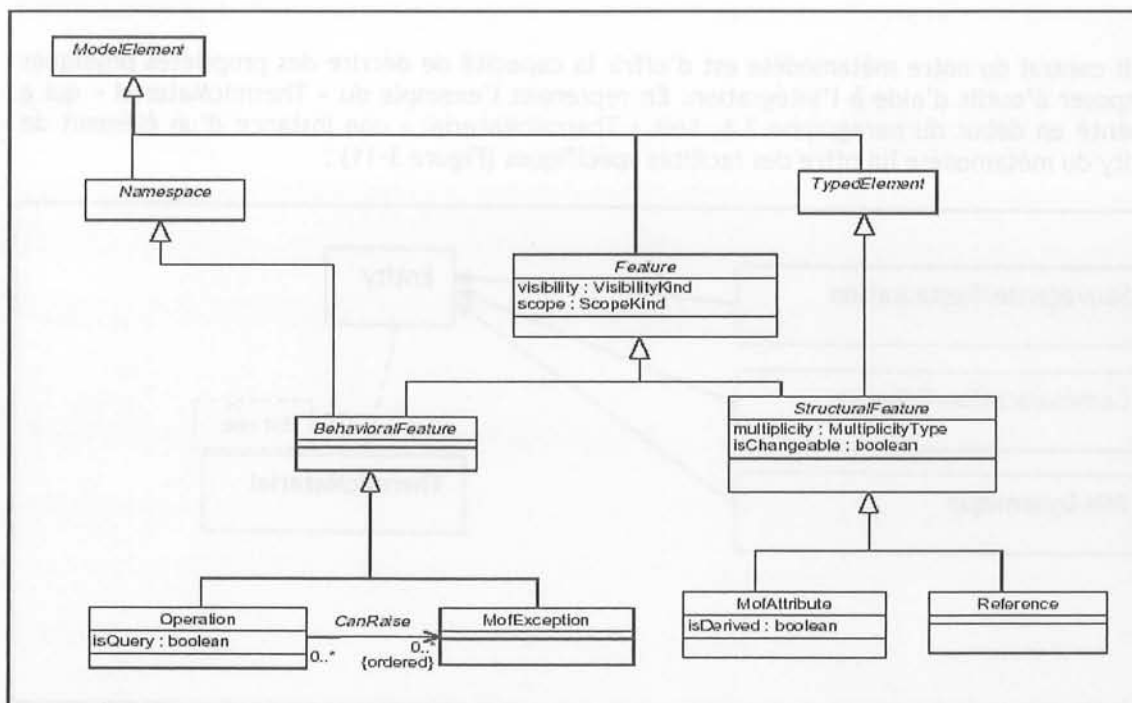 ModelElement
Namespace
TypedElement
Feature
visibility : VisibilityKind
scope : ScopeKind
BehavioralFeature
StructuralFeature
multiplicity : MultiplicityType
isChangeable : boolean
Operation
isQuery : boolean
CanRaise
0..*
0..*
{ordered}
MofException
MofAttribute
isDerived : boolean
Reference